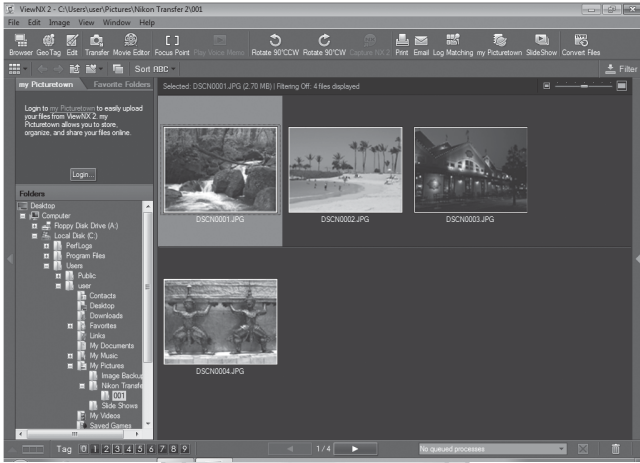 ViewNX 2 - C:\Users\user\Pictures\Nikon Transfer 2\001
File Edit Image View Window Help
Browser GeoTag Edit Transfer Movie Editor Focus Point Play Voice Memo Rotate 90°CCW Rotate 90°CW Capture NX 2 Print Email Log Matching my Picturetown SlideShow Convert Files
Sort ABC Filter
my Picturetown Favorite Folders
Selected: DSCN0001.JPG (2.70 MB) | Filtering Off: 4 files displayed
Login to my Picturetown to easily upload
your files from ViewNX 2. my
Picturetown allows you to store,
organize, and share your files online.
Login...
Folders
Desktop
Computer
Floppy Disk Drive (A:)
Local Disk (C:)
PerfLogs
Program Files
Users
Public
user
Contacts
Desktop
Downloads
Favorites
Links
My Documents
My Music
My Pictures
Image Backup
Nikon Transfe
001
Slide Shows
My Videos
Saved Games
DSCN0001.JPG DSCN0002.JPG DSCN0003.JPG
DSCN0004.JPG
Tag 0 1 2 3 4 5 6 7 8 9
1 / 4
No queued processes